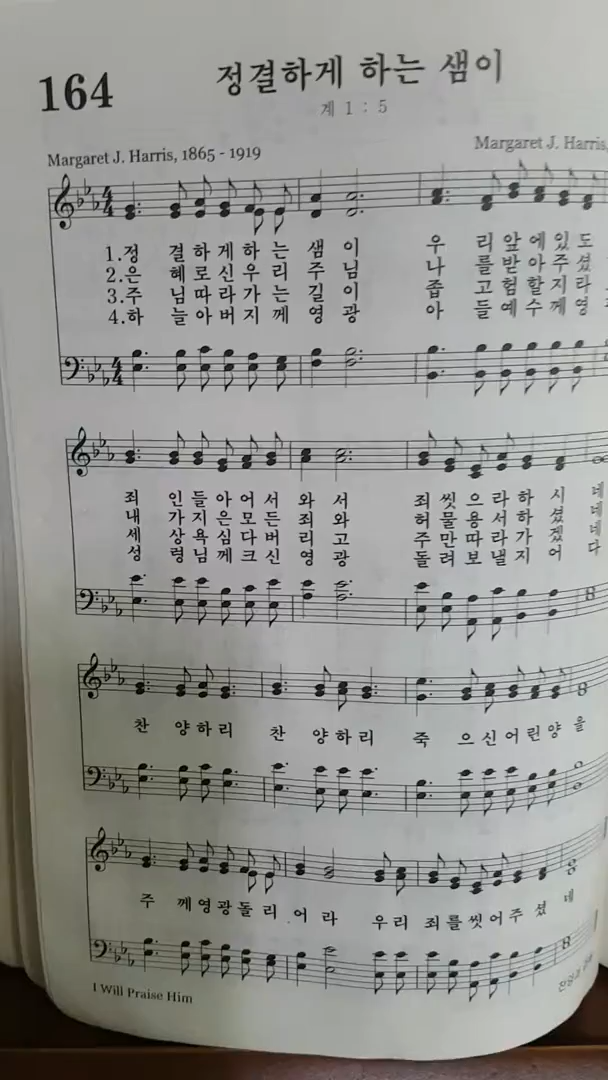 164
정결하게 하는 샘이
계 1 : 5
Margaret J. Harris, 1865 - 1919
Margaret J. Harris,
1.정 결하게하는 샘이 우 리앞에있도
2.은 혜로신우리 주님 나 를받아주셨
3.주 님따라가는 길이 좁 고험할지라
4.하 늘아버지께 영광 아 들예수께영
죄 인들아어서 와서 죄씻으라하시네
내 가지은모든 죄와 허물용서하셨네
세 상욕심다버 리고 주만따라가겠네
성 령님께크신 영광 돌려보낼지어다
찬 양하리 찬 양하리 죽 으신어린양을
주 께영광돌리어라 우리 죄를씻어주셨네
I Will Praise Him